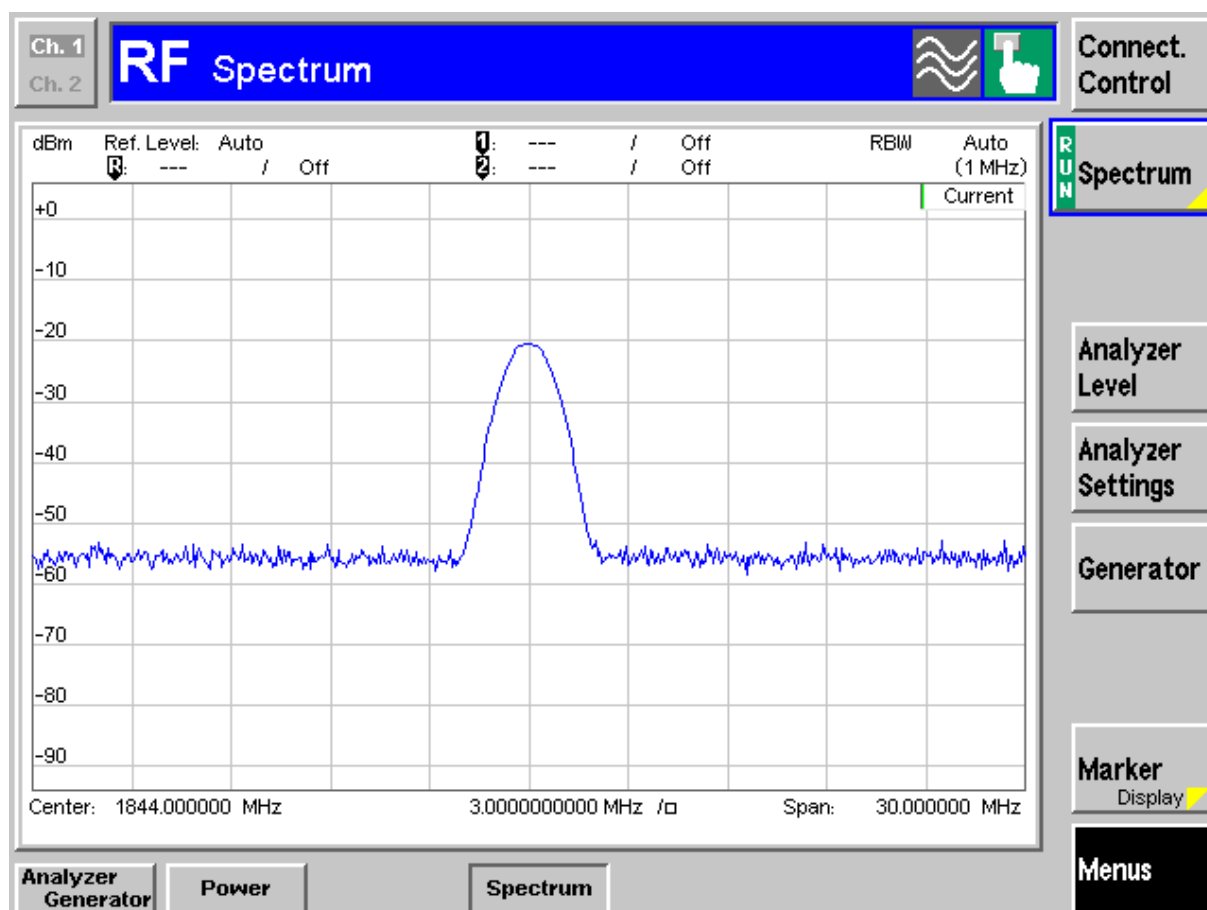 Ch. 1
Ch. 2
RF Spectrum
Connect.
Control
dBm Ref. Level: Auto 1: --- / Off RBW Auto
R: --- / Off 2: --- / Off (1 MHz)
Current
RUN
Spectrum
+0
-10
-20
-30
-40
-50
-60
-70
-80
-90
Analyzer
Level
Analyzer
Settings
Generator
Marker
Display
Center: 1844.000000 MHz 3.00000000000 MHz /□ Span: 30.000000 MHz
Menus
Analyzer
Generator
Power
Spectrum